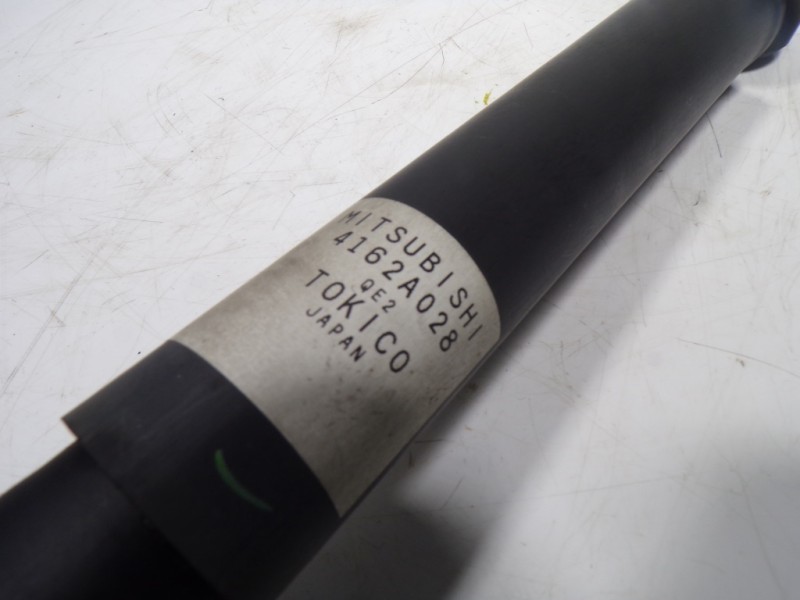 MITSUBISHI
4162A028
QE2
TOKICO
JAPAN